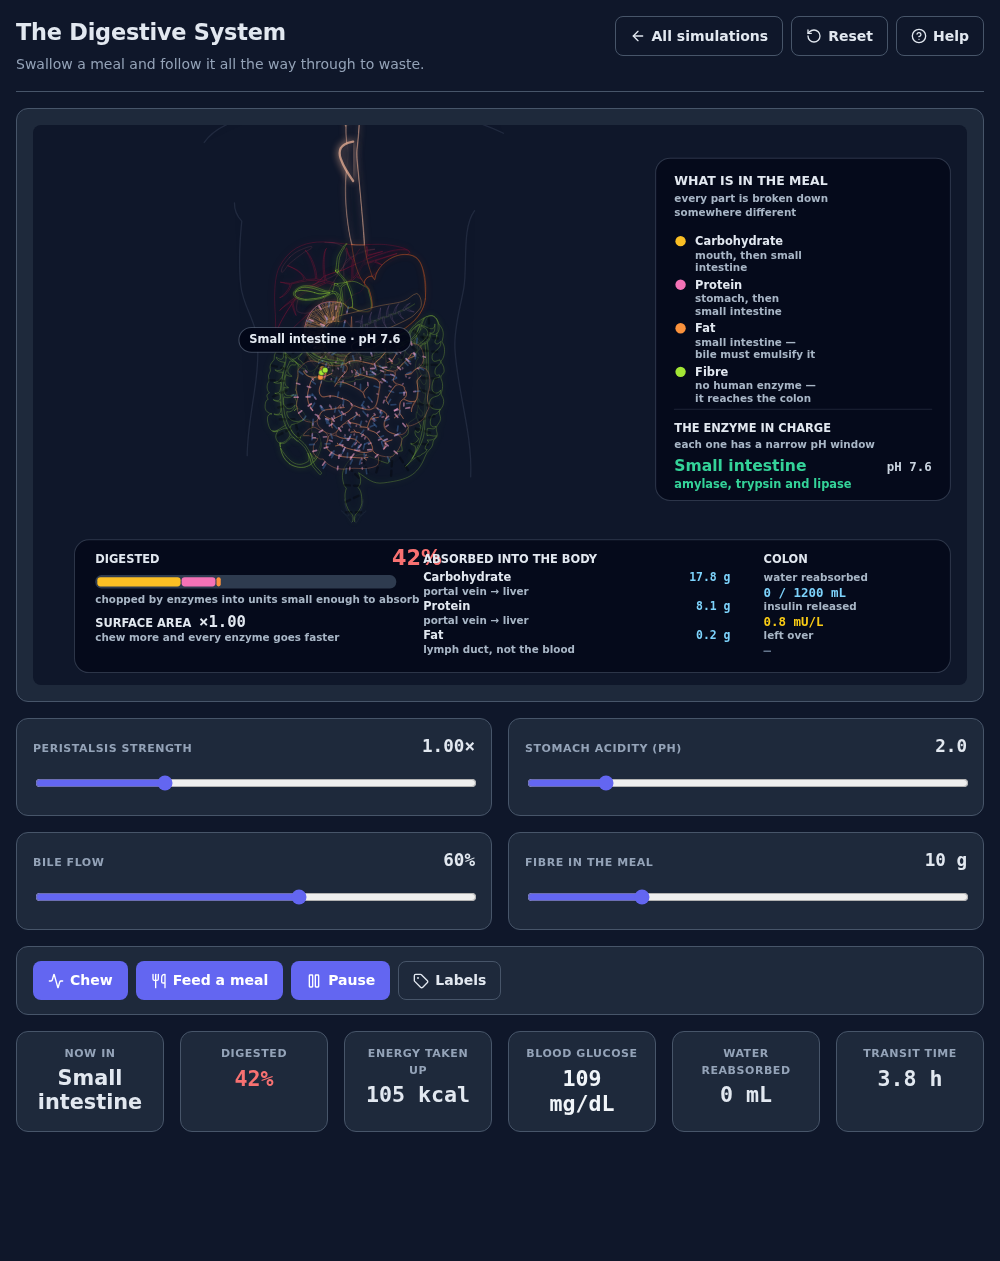 The Digestive System
Swallow a meal and follow it all the way through to waste.
All simulations
Reset
Help
Small intestine · pH 7.6
WHAT IS IN THE MEAL
every part is broken down
somewhere different
Carbohydrate
mouth, then small
intestine
Protein
stomach, then
small intestine
Fat
small intestine —
bile must emulsify it
Fibre
no human enzyme —
it reaches the colon
THE ENZYME IN CHARGE
each one has a narrow pH window
Small intestine pH 7.6
amylase, trypsin and lipase
DIGESTED 42%
chopped by enzymes into units small enough to absorb
SURFACE AREA ×1.00
chew more and every enzyme goes faster
ABSORBED INTO THE BODY
Carbohydrate 17.8 g
portal vein → liver
Protein 8.1 g
portal vein → liver
Fat 0.2 g
lymph duct, not the blood
COLON
water reabsorbed
0 / 1200 mL
insulin released
0.8 mU/L
left over
—
PERISTALSIS STRENGTH 1.00×
STOMACH ACIDITY (PH) 2.0
BILE FLOW 60%
FIBRE IN THE MEAL 10 g
Chew
Feed a meal
Pause
Labels
NOW IN
Small
intestine
DIGESTED
42%
ENERGY TAKEN
UP
105 kcal
BLOOD GLUCOSE
109
mg/dL
WATER
REABSORBED
0 mL
TRANSIT TIME
3.8 h